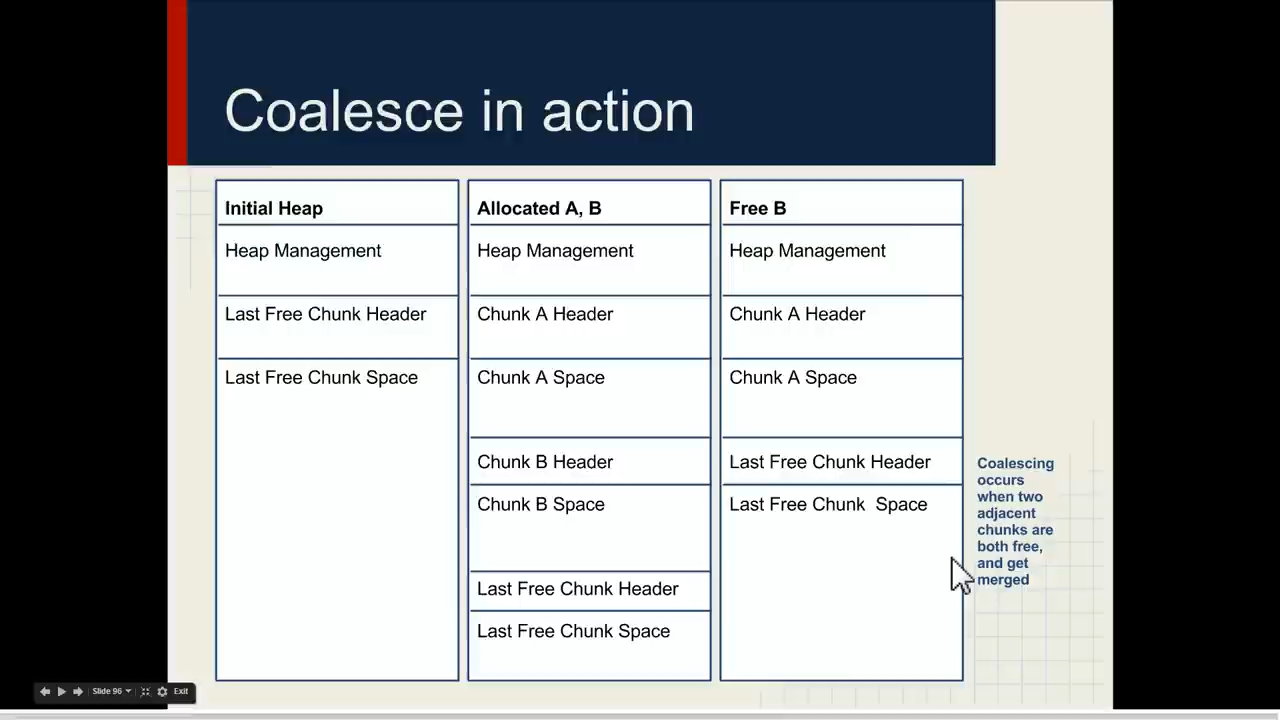 Coalesce in action
Initial Heap
Heap Management
Last Free Chunk Header
Last Free Chunk Space
Allocated A, B
Heap Management
Chunk A Header
Chunk A Space
Chunk B Header
Chunk B Space
Last Free Chunk Header
Last Free Chunk Space
Free B
Heap Management
Chunk A Header
Chunk A Space
Last Free Chunk Header
Last Free Chunk  Space
Coalescing
occurs
when two
adjacent
chunks are
both free,
and get
merged
Slide 96
Exit